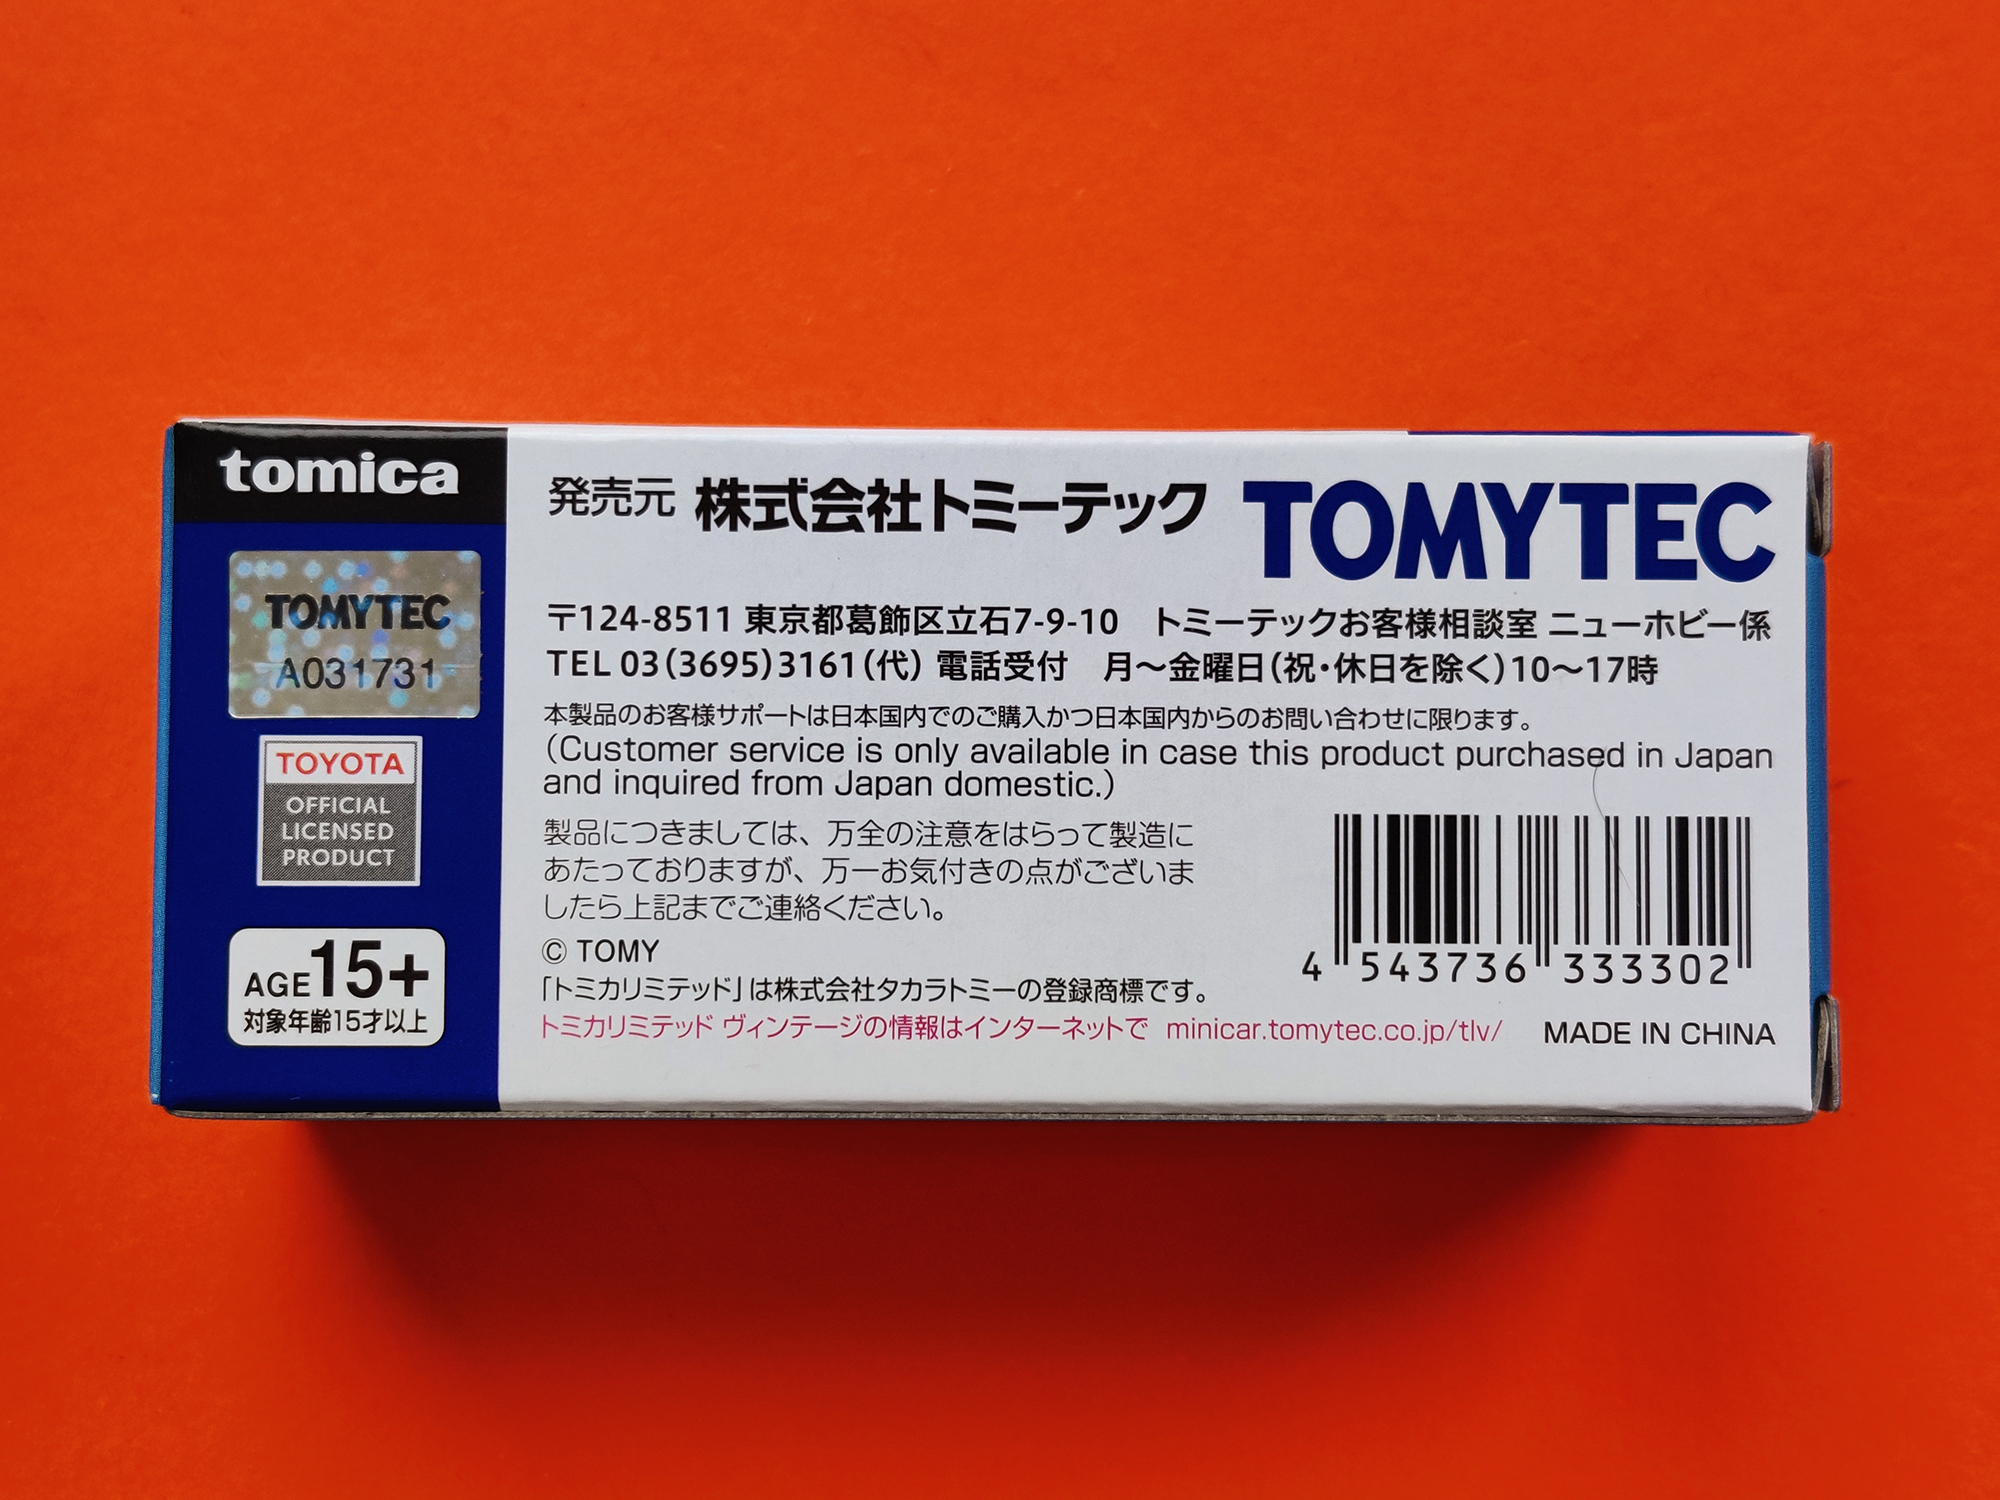 tomica
TOMYTEC
A031731
TOYOTA
OFFICIAL
LICENSED
PRODUCT
AGE15+
対象年齢15才以上
発売元 株式会社トミーテック TOMYTEC
〒124-8511 東京都葛飾区立石7-9-10 トミーテックお客様相談室 ニューホビー係
TEL 03(3695)3161(代) 電話受付 月〜金曜日(祝・休日を除く)10〜17時
本製品のお客様サポートは日本国内でのご購入かつ日本国内からのお問い合わせに限ります。
(Customer service is only available in case this product purchased in Japan
and inquired from Japan domestic.)
製品につきましては、万全の注意をはらって製造に
あたっておりますが、万一お気付きの点がございま
したら上記までご連絡ください。
© TOMY
「トミカリミテッド」は株式会社タカラトミーの登録商標です。
トミカリミテッド ヴィンテージの情報はインターネットで minicar.tomytec.co.jp/tlv/
4 543736 333302
MADE IN CHINA